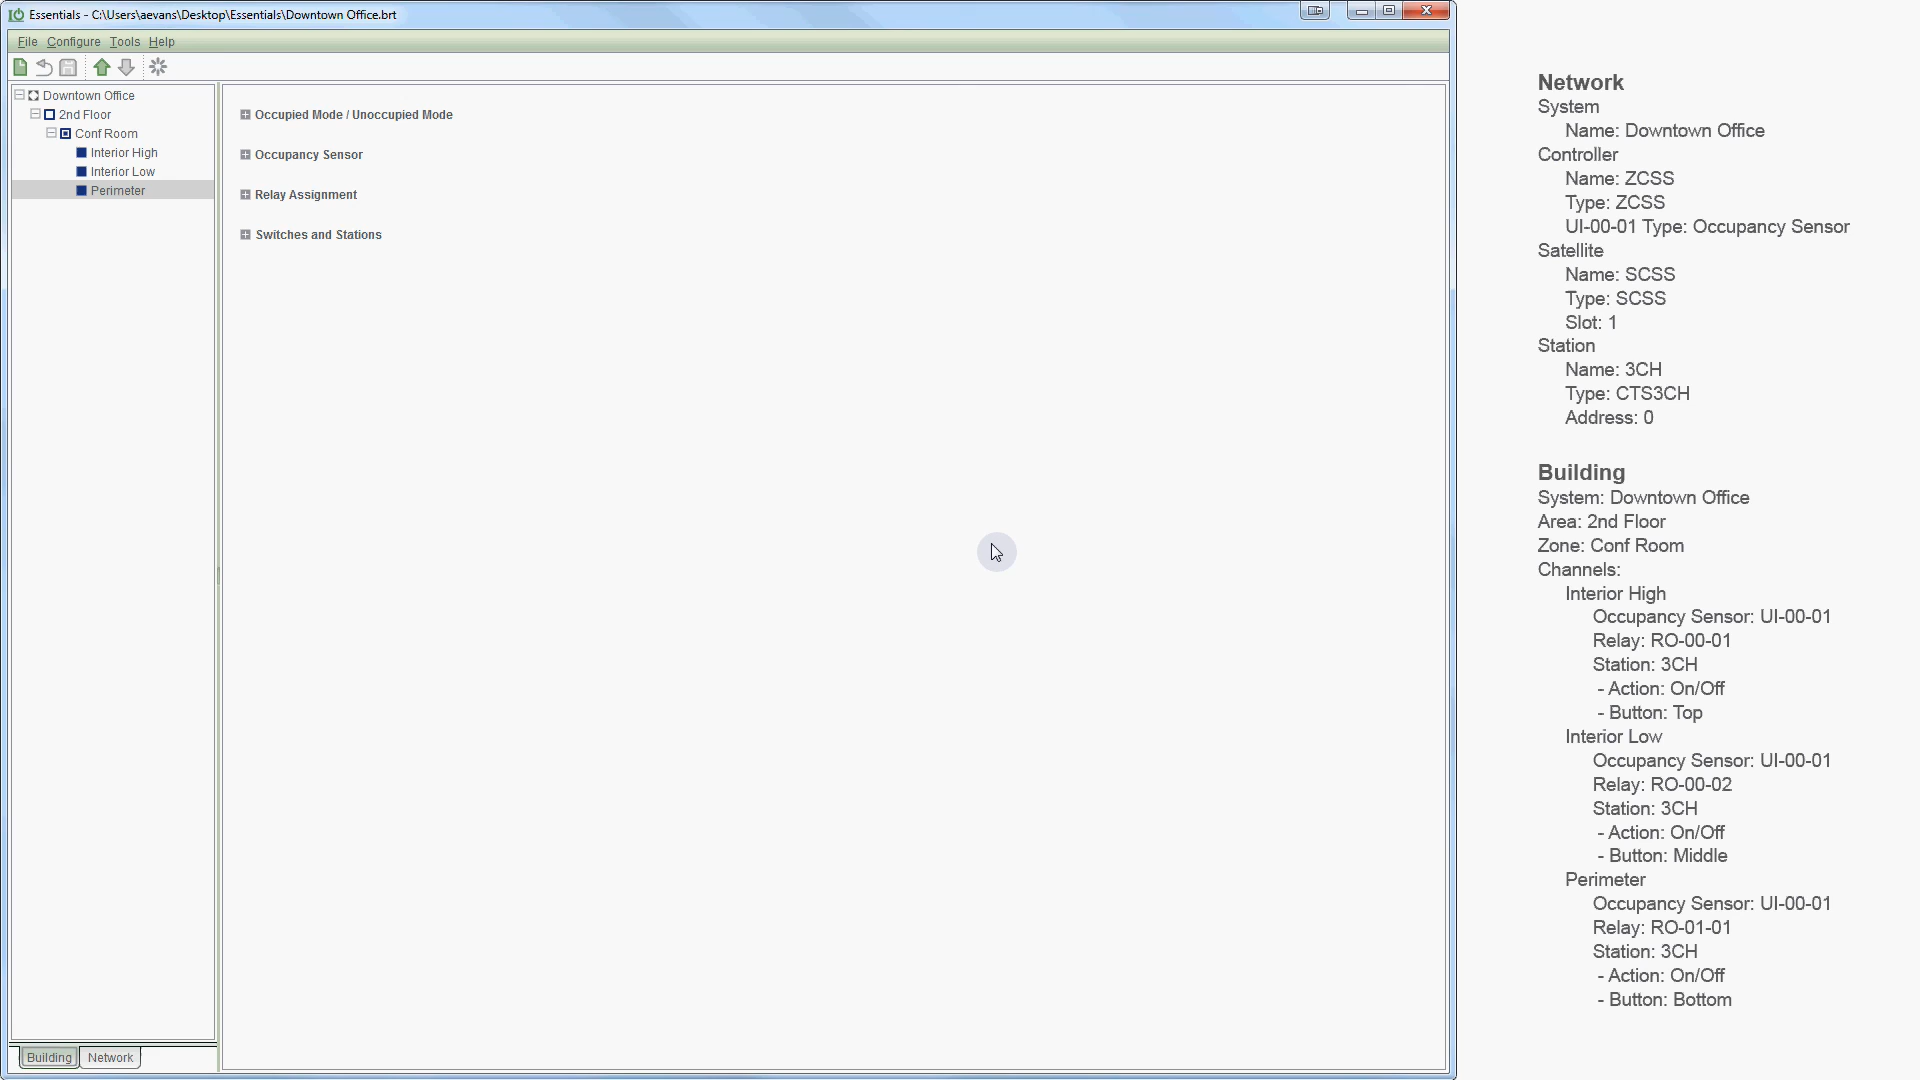 Essentials - C:\Users\aevans\Desktop\Essentials\Downtown Office.brt
File Configure Tools Help
Downtown Office
2nd Floor
Conf Room
Interior High
Interior Low
Perimeter
Occupied Mode / Unoccupied Mode
Occupancy Sensor
Relay Assignment
Switches and Stations
Building Network
Network
System
Name: Downtown Office
Controller
Name: ZCSS
Type: ZCSS
UI-00-01 Type: Occupancy Sensor
Satellite
Name: SCSS
Type: SCSS
Slot: 1
Station
Name: 3CH
Type: CTS3CH
Address: 0
Building
System: Downtown Office
Area: 2nd Floor
Zone: Conf Room
Channels:
Interior High
Occupancy Sensor: UI-00-01
Relay: RO-00-01
Station: 3CH
- Action: On/Off
- Button: Top
Interior Low
Occupancy Sensor: UI-00-01
Relay: RO-00-02
Station: 3CH
- Action: On/Off
- Button: Middle
Perimeter
Occupancy Sensor: UI-00-01
Relay: RO-01-01
Station: 3CH
- Action: On/Off
- Button: Bottom